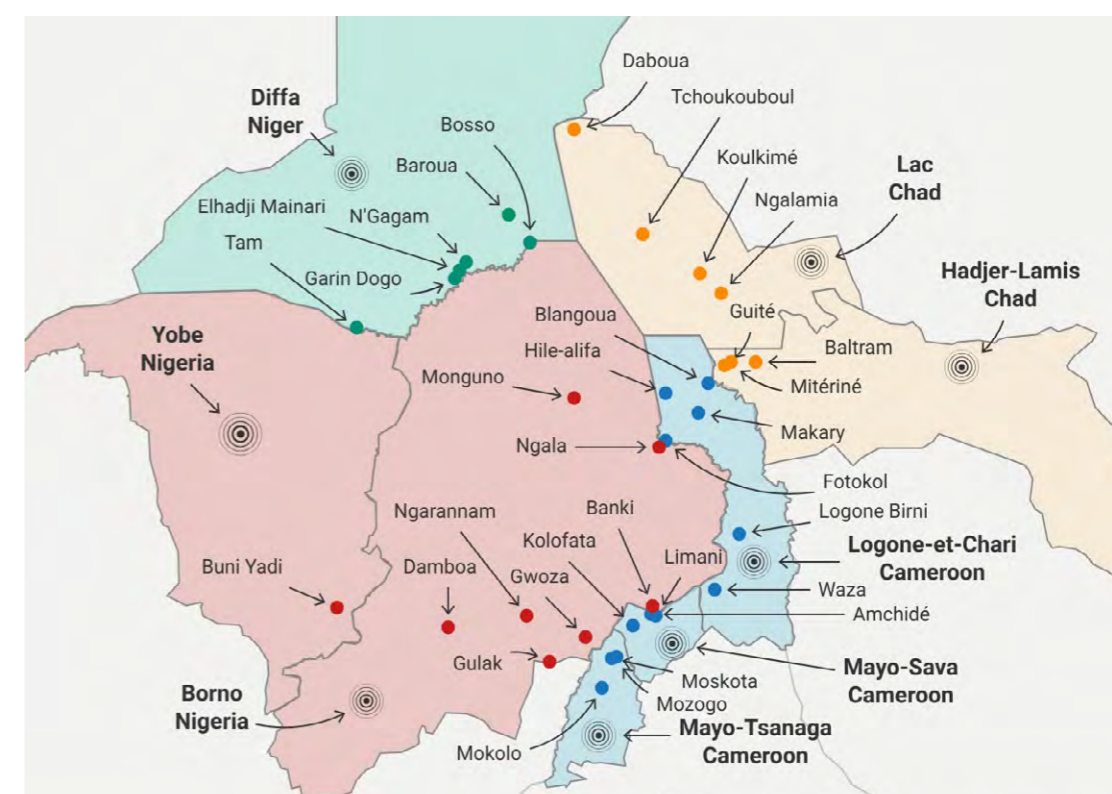 Daboua
Tchoukouboul
Diffa
Niger
Bosso
Baroua
Koulkimé
Lac
Chad
Elhadji Mainari
N'Gagam
Ngalamia
Tam
Garin Dogo
Hadjer-Lamis
Chad
Blangoua
Guité
Yobe
Nigeria
Hile-alifa
Baltram
Monguno
Mitériné
Makary
Ngala
Fotokol
Ngarannam
Banki
Logone Birni
Kolofata
Limani
Logone-et-Chari
Cameroon
Buni Yadi
Damboa
Gwoza
Waza
Amchidé
Gulak
Mayo-Sava
Cameroon
Moskota
Borno
Nigeria
Mozogo
Mokolo
Mayo-Tsanaga
Cameroon